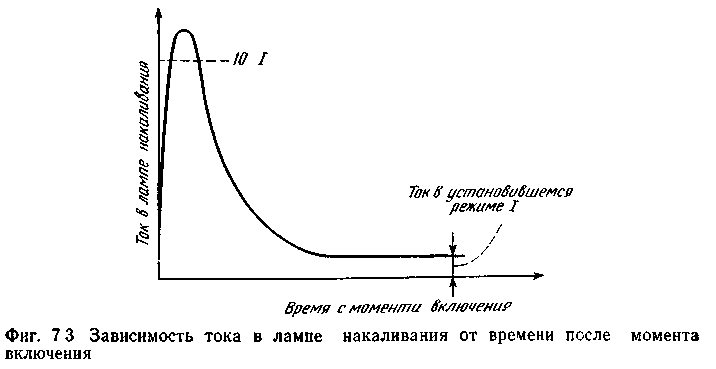 10 I
Ток в лампе накаливания
Ток в установившемся
режиме I
Время с моменти включения
Фиг. 73 Зависимость тока в лампе накаливания от времени после момента
включения